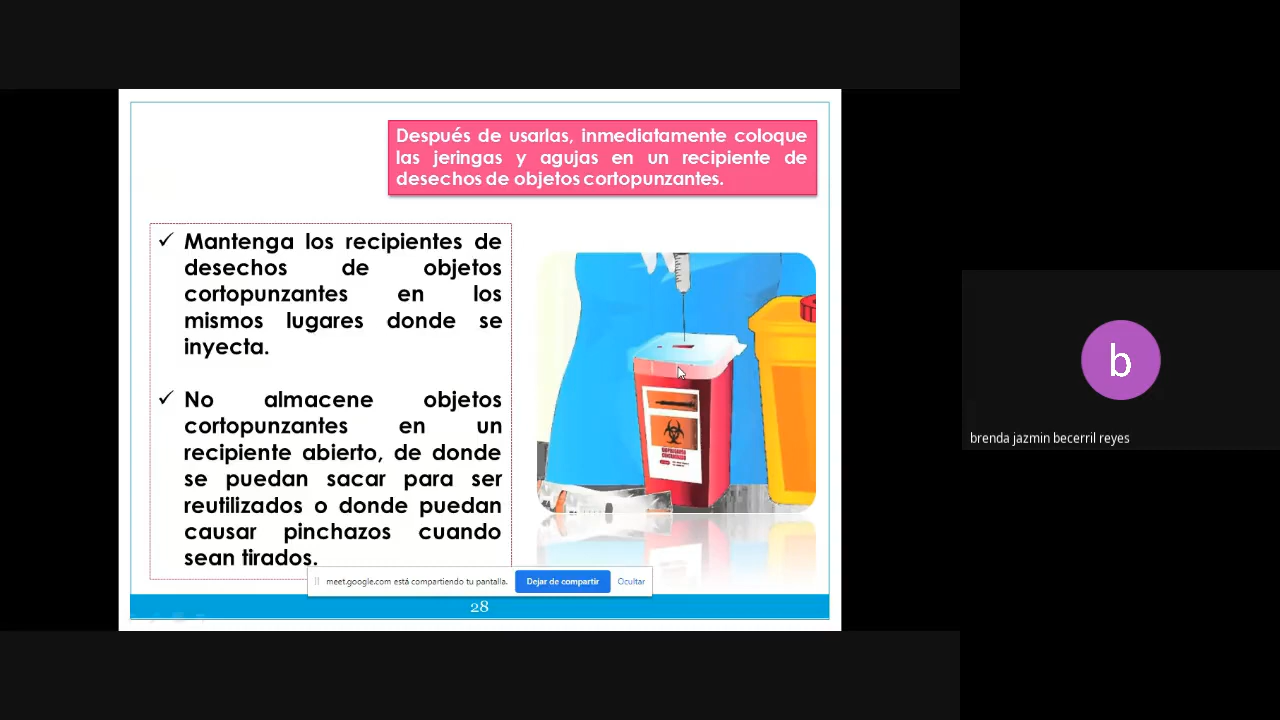 Después de usarlas, inmediatamente coloque
las jeringas y agujas en un recipiente de
desechos de objetos cortopunzantes.
✓ Mantenga los recipientes de
desechos de objetos
cortopunzantes en los
mismos lugares donde se
inyecta.
✓ No almacene objetos
cortopunzantes en un
recipiente abierto, de donde
se puedan sacar para ser
reutilizados o donde puedan
causar pinchazos cuando
sean tirados.
meet.google.com está compartiendo tu pantalla.
Dejar de compartir
Ocultar
28
b
brenda jazmin becerril reyes